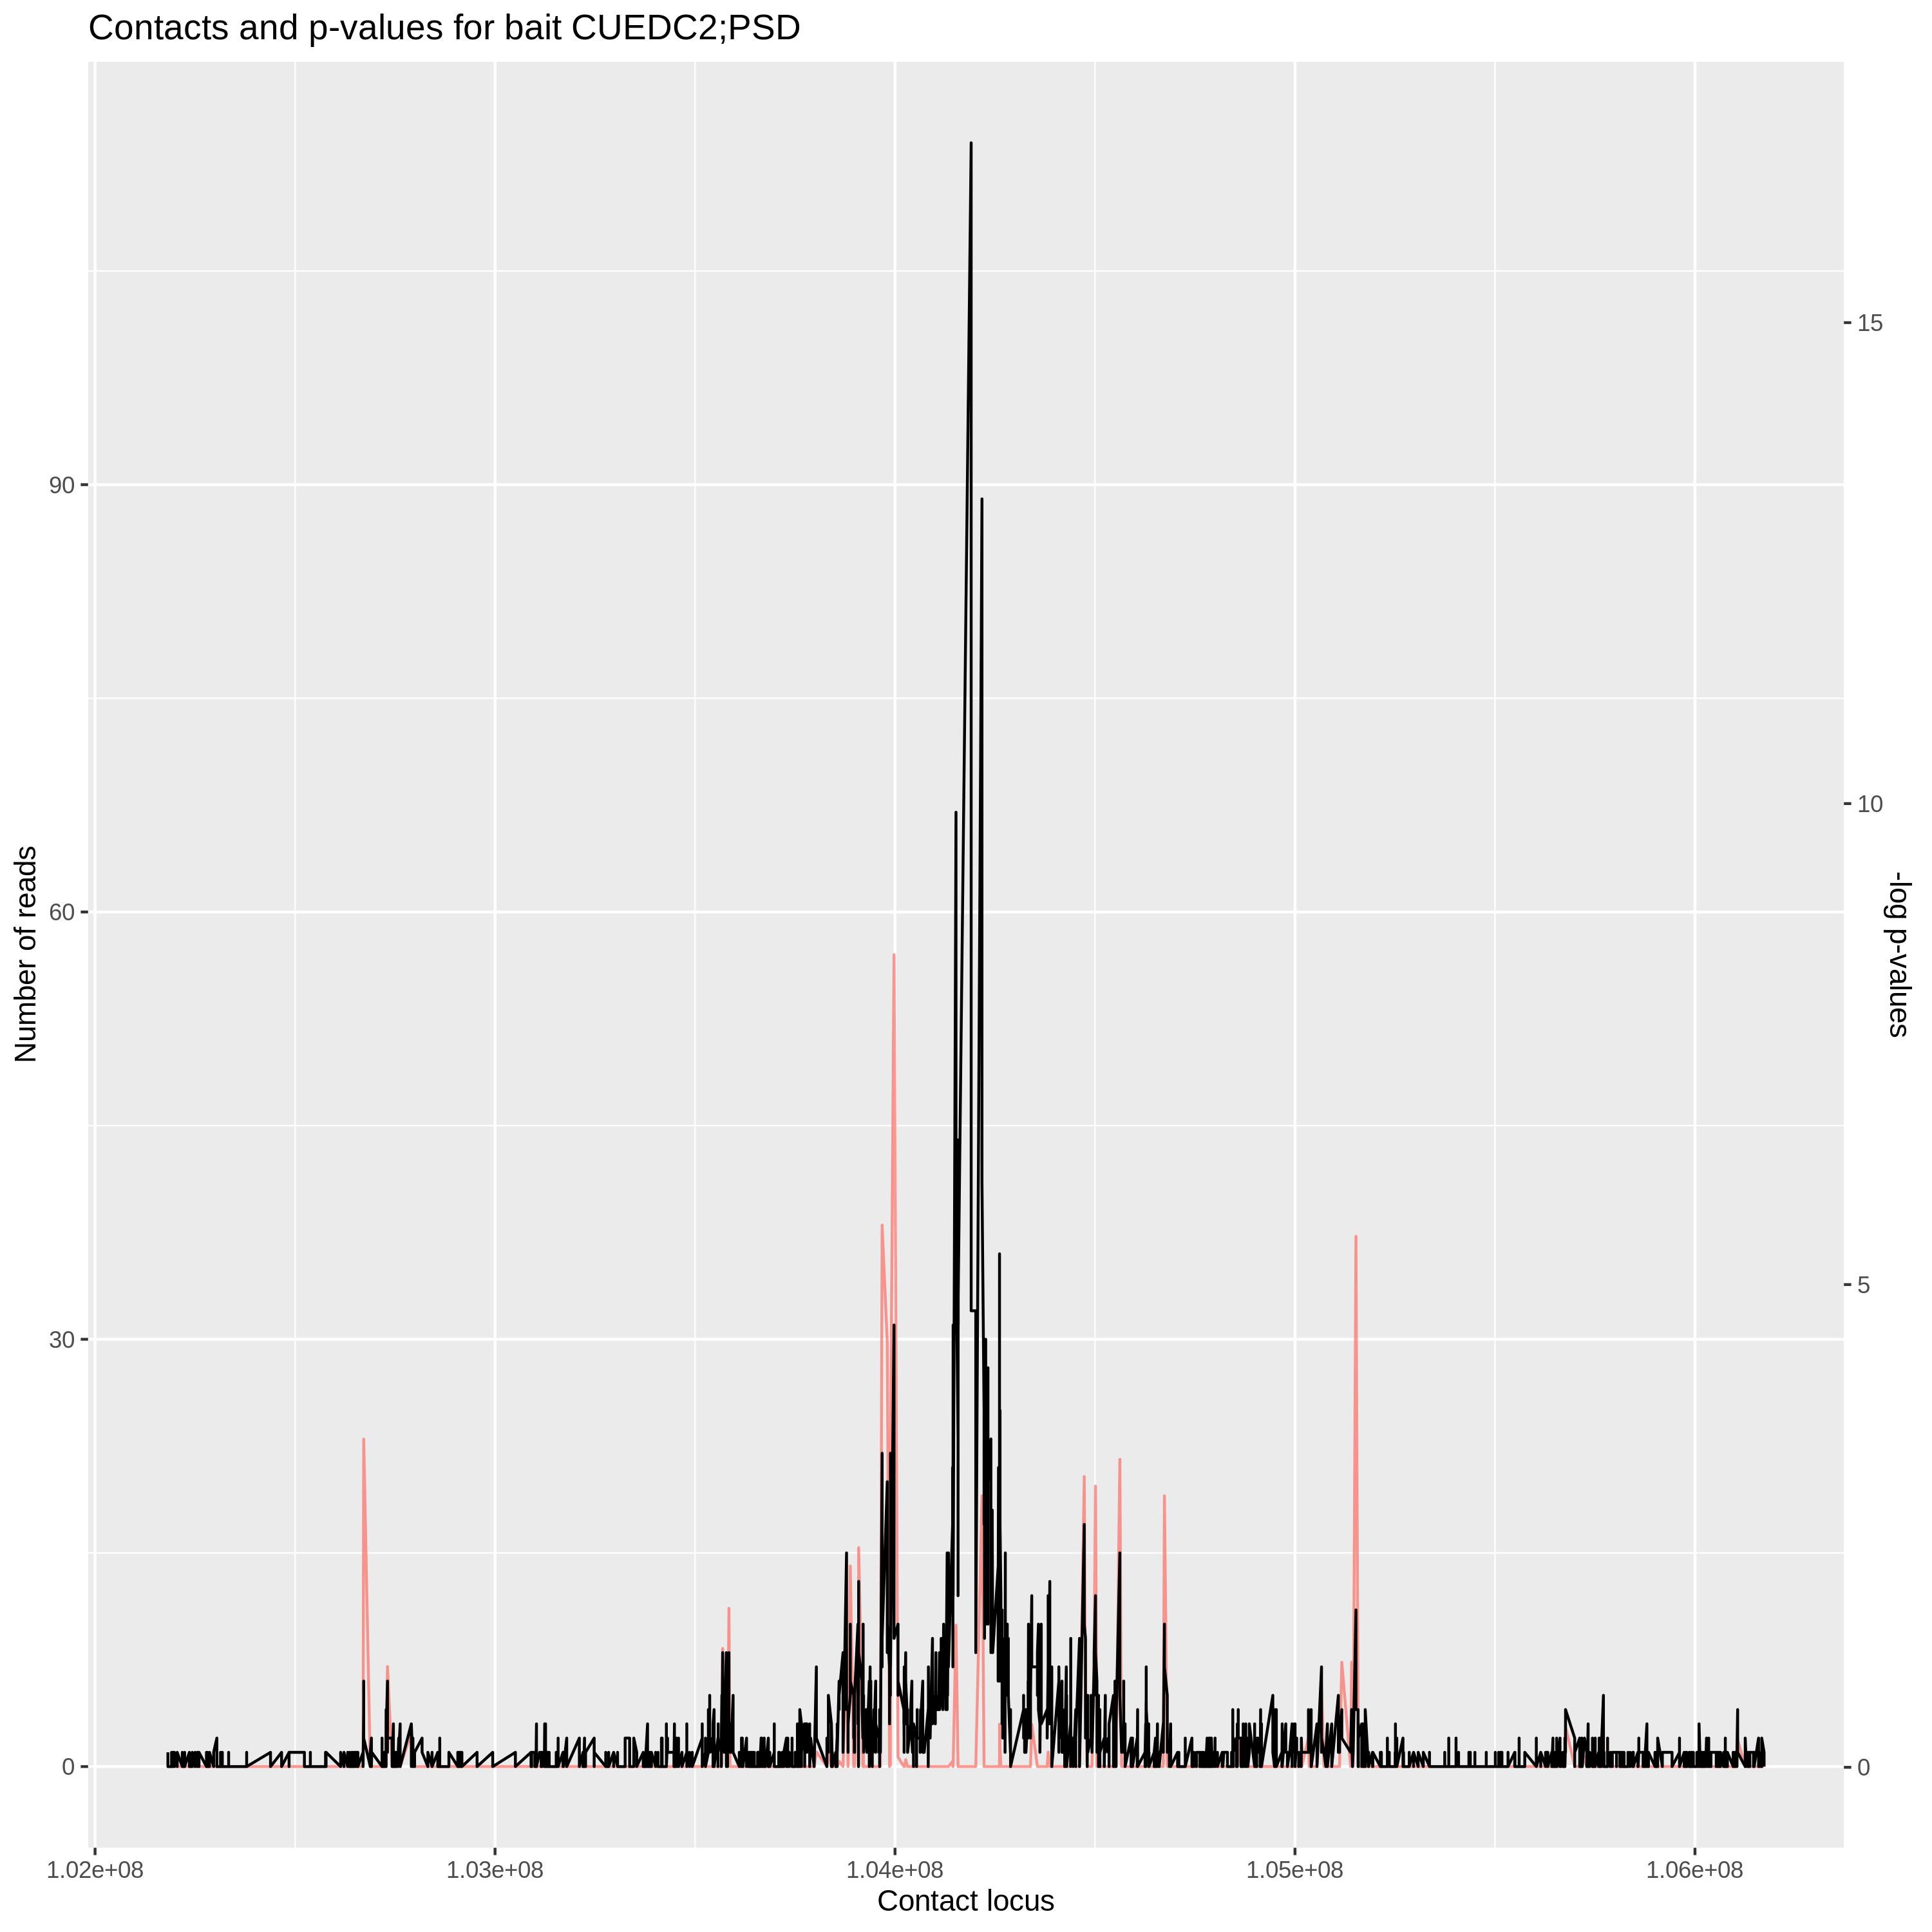 Contacts and p-values for bait CUEDC2;PSD
Number of reads
90
60
30
0
15
10
5
0
-log p-values
1.02e+08 1.03e+08 1.04e+08 1.05e+08 1.06e+08
Contact locus